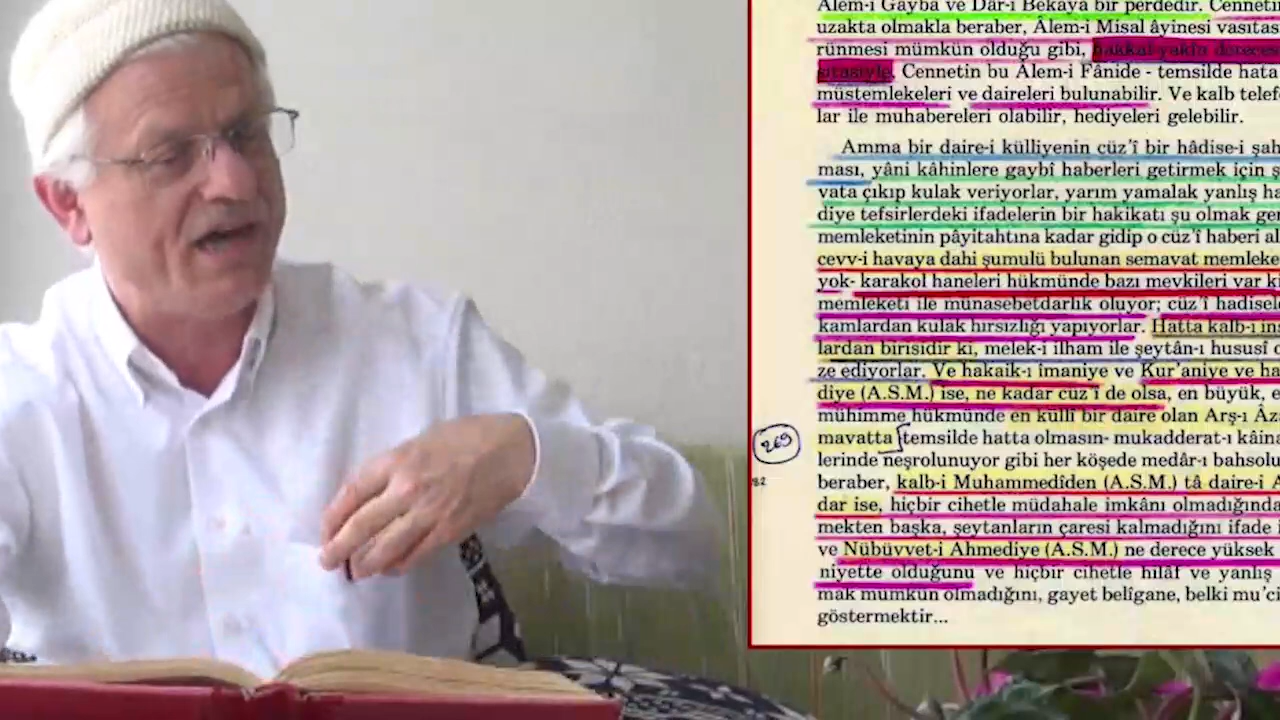 Âlem-i Gayba ve Dâr-ı Bekaya bir perdedir. Cennetin
uzakta olmakla beraber, Âlem-i Misal âyinesi vasıtas
rünmesi mümkün olduğu gibi, hakkal-yakîn dereces
sıtasiyle, Cennetin bu Âlem-i Fânide - temsilde hata
müstemlekeleri ve daireleri bulunabilir. Ve kalb telef
lar ile muhabereleri olabilir, hediyeleri gelebilir.
Amma bir daire-i külliyenin cüz'î bir hâdise-i şah
ması, yâni kâhinlere gaybî haberleri getirmek için ş
vata çıkıp kulak veriyorlar, yarım yamalak yanlış ha
diye tefsirlerdeki ifadelerin bir hakikatı şu olmak ge
memleketinin pâyitahtına kadar gidip o cüz'î haberi al
cevv-i havaya dahi şumulü bulunan semavat memleke
yok- karakol haneleri hükmünde bazı mevkileri var ki
memleketi ile münasebetdarlık oluyor; cüz'î hadisele
kamlardan kulak hırsızlığı yapıyorlar. Hatta kalb-ı ins
lardan birisidir ki, melek-i ilham ile şeytân-ı hususî o
ze ediyorlar. Ve hakaik-ı imaniye ve Kur'aniye ve ha
diye (A.S.M.) ise, ne kadar cüz'î de olsa, en büyük, e
mühimme hükmünde en küllî bir daire olan Arş-ı Âz
mavatta temsilde hatta olmasın- mukadderat-ı kâina
269
lerinde neşrolunuyor gibi her köşede medâr-ı bahsolu
beraber, kalb-i Muhammedîden (A.S.M.) tâ daire-i A
82
dar ise, hiçbir cihetle müdahale imkânı olmadığında
mekten başka, şeytanların çaresi kalmadığını ifade
ve Nübüvvet-i Ahmediye (A.S.M.) ne derece yüksek
niyette olduğunu ve hiçbir cihetle hilâf ve yanlış
mak mümkün olmadığını, gayet belîgane, belki mu'ci
göstermektir...